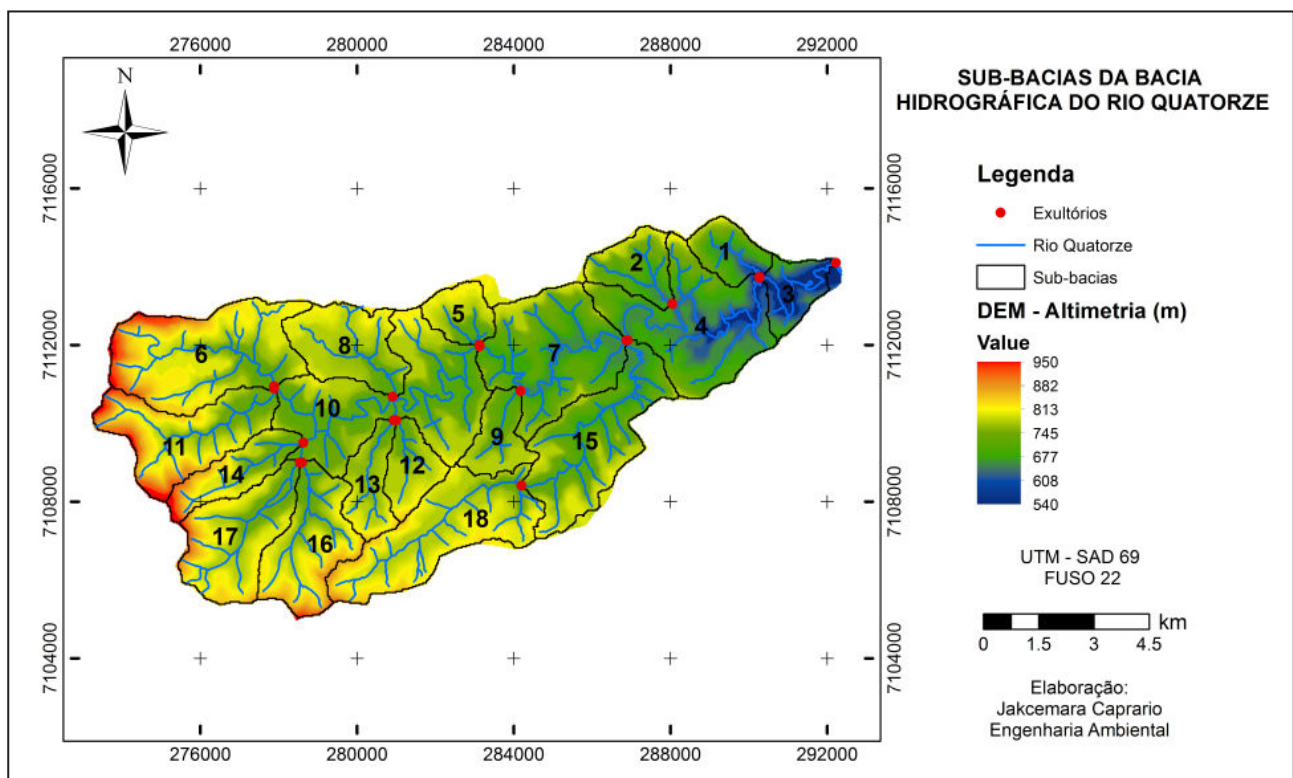 276000 280000 284000 288000 292000
N
7116000
7112000
7108000
7104000
7116000
7112000
7108000
7104000
1
2
3
4
5
6
7
8
9
10
11
12
13
14
15
16
17
18
276000 280000 284000 288000 292000
SUB-BACIAS DA BACIA
HIDROGRÁFICA DO RIO QUATORZE
Legenda
Exultórios
Rio Quatorze
Sub-bacias
DEM - Altimetria (m)
Value
950
882
813
745
677
608
540
UTM - SAD 69
FUSO 22
km
0 1.5 3 4.5
Elaboração:
Jakcemara Caprario
Engenharia Ambiental